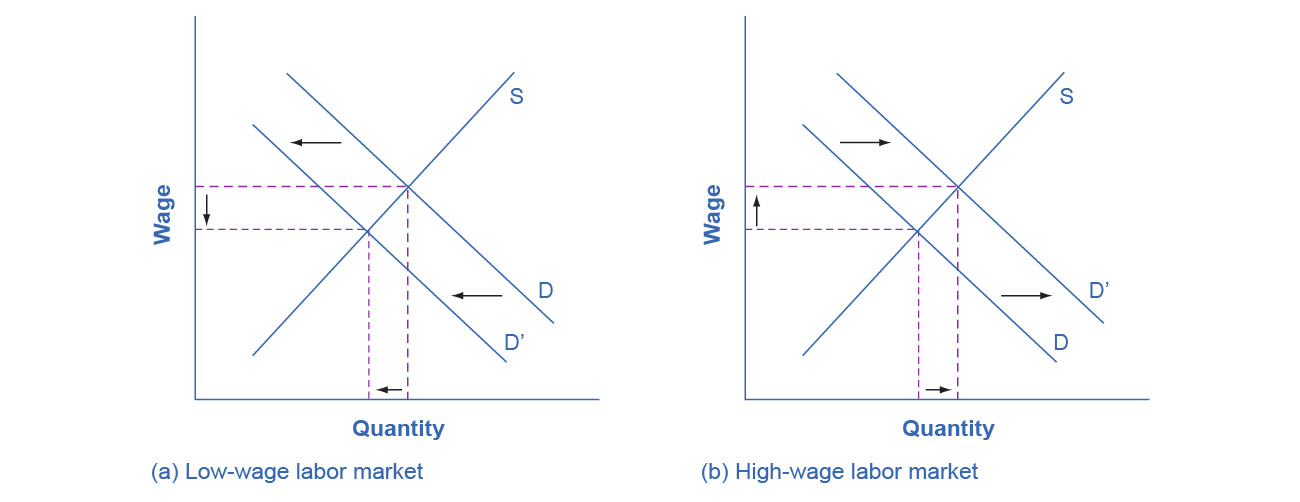 S
Wage
D
D’
Quantity
(a) Low-wage labor market
S
Wage
D’
D
Quantity
(b) High-wage labor market